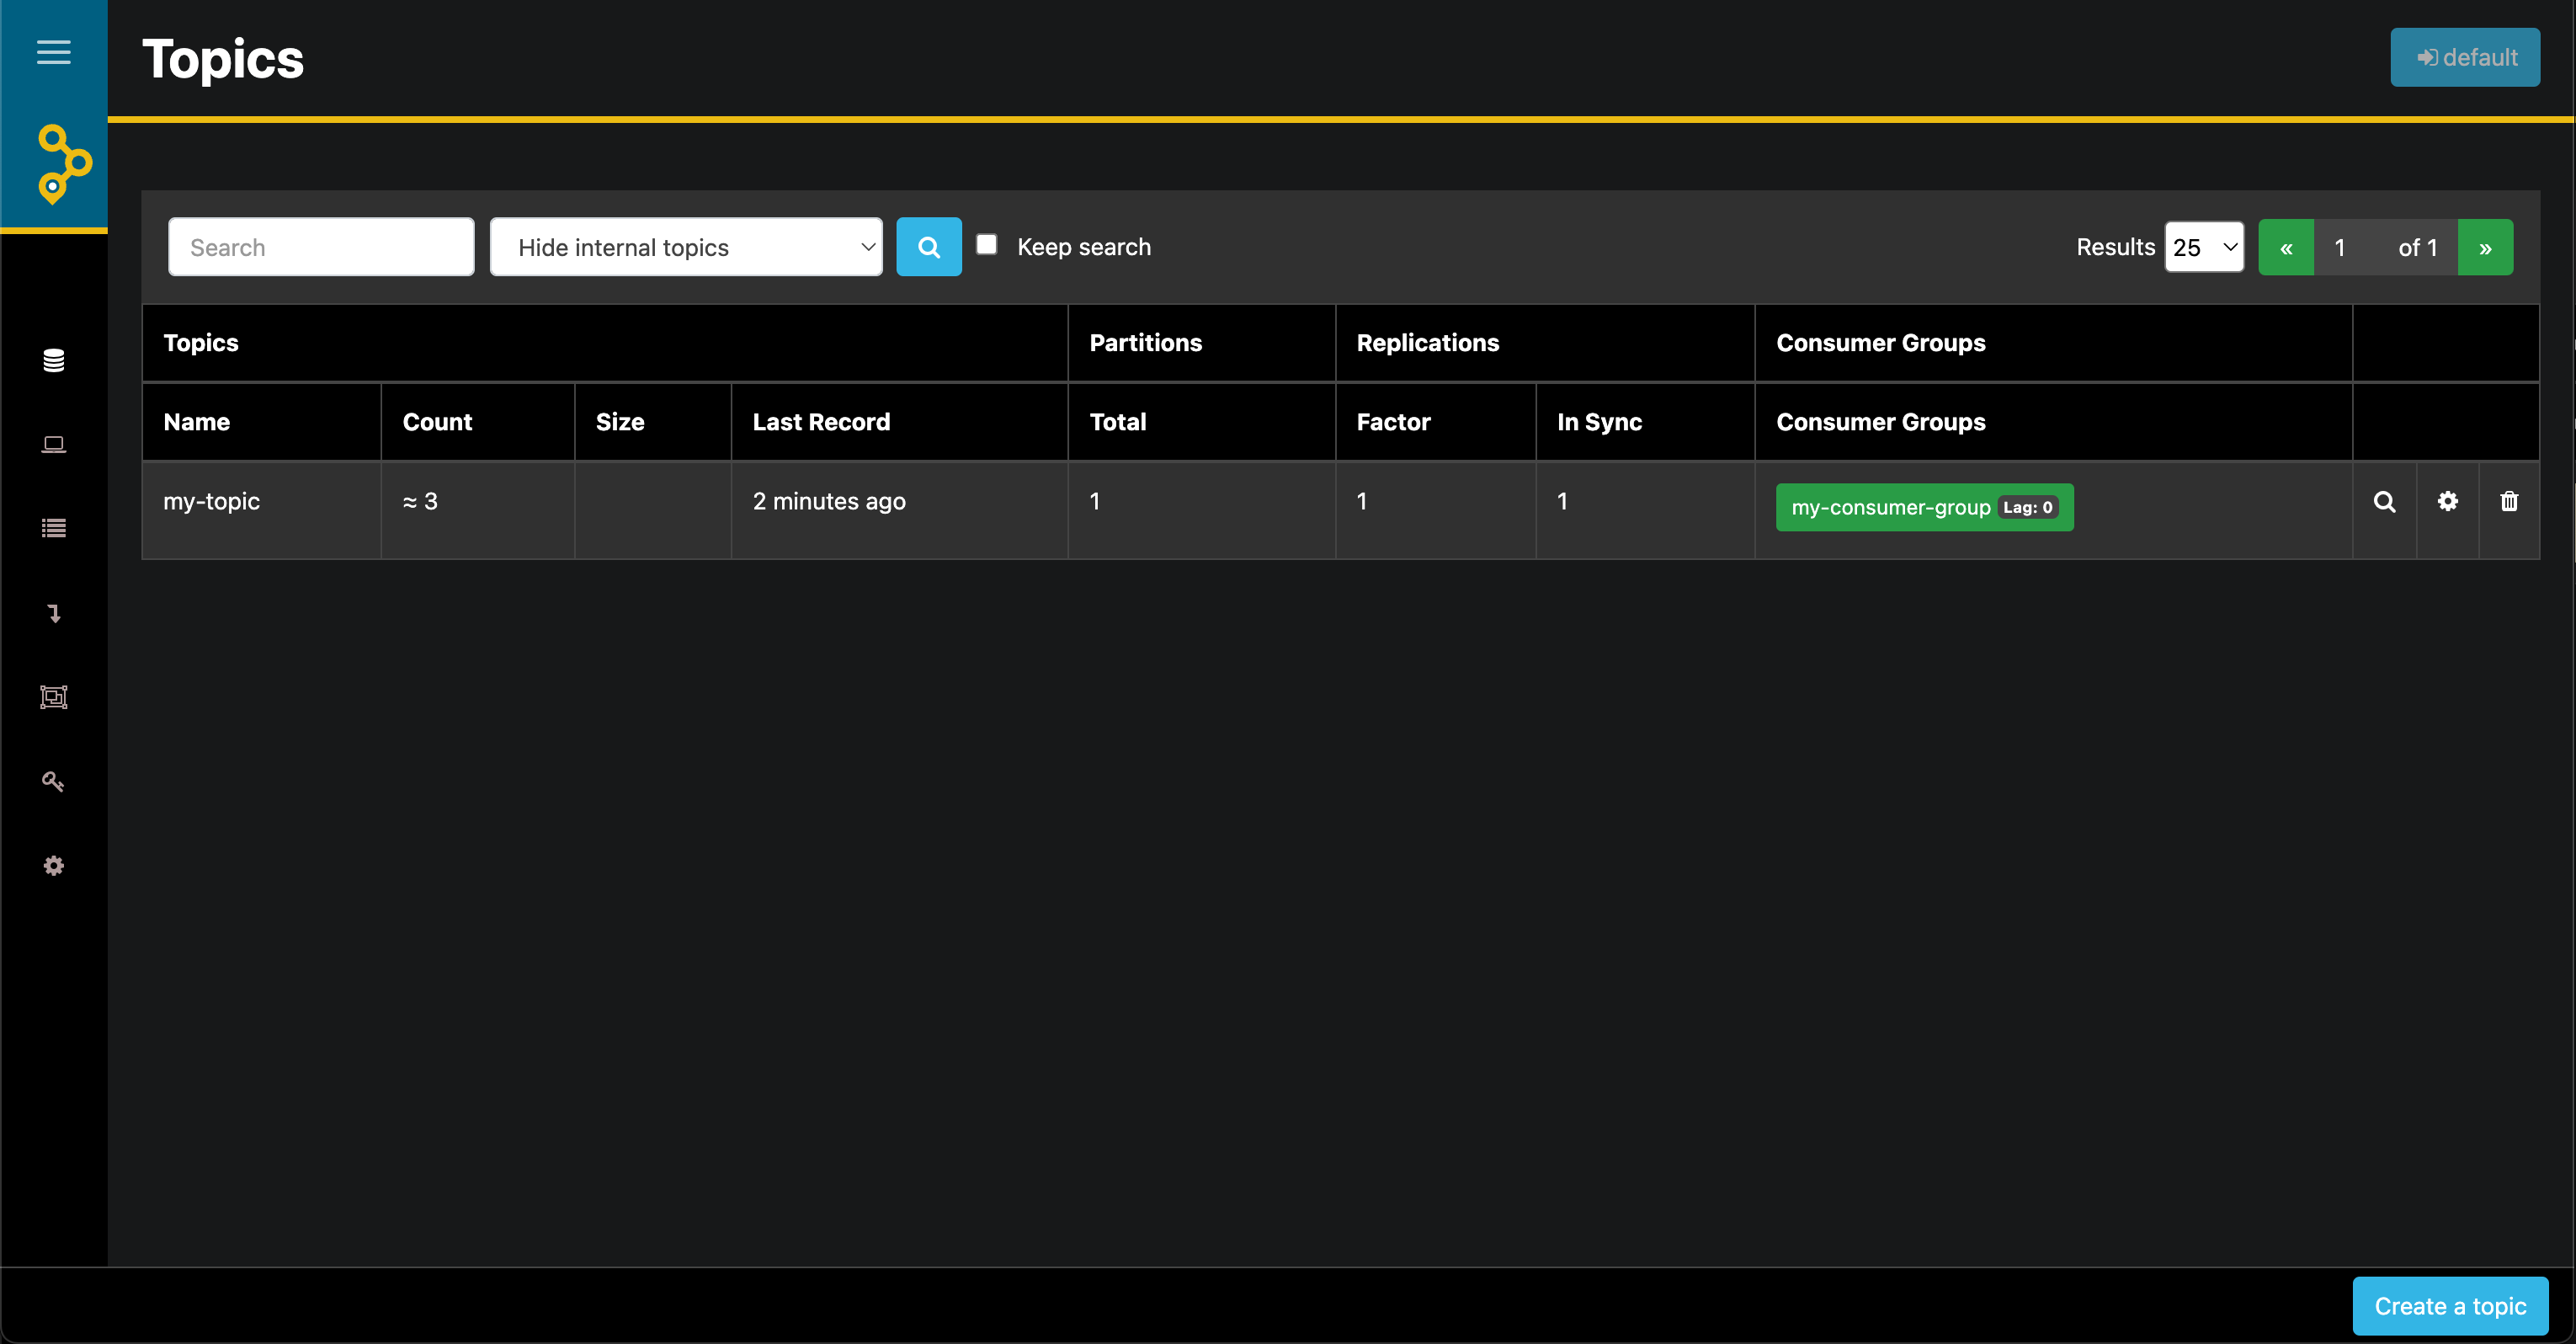 Topics
default
Search
Hide internal topics
Keep search
Results 25 « 1 of 1 »
Topics Partitions Replications Consumer Groups
Name Count Size Last Record Total Factor In Sync Consumer Groups
my-topic ≈ 3 2 minutes ago 1 1 1 my-consumer-group Lag: 0
Create a topic